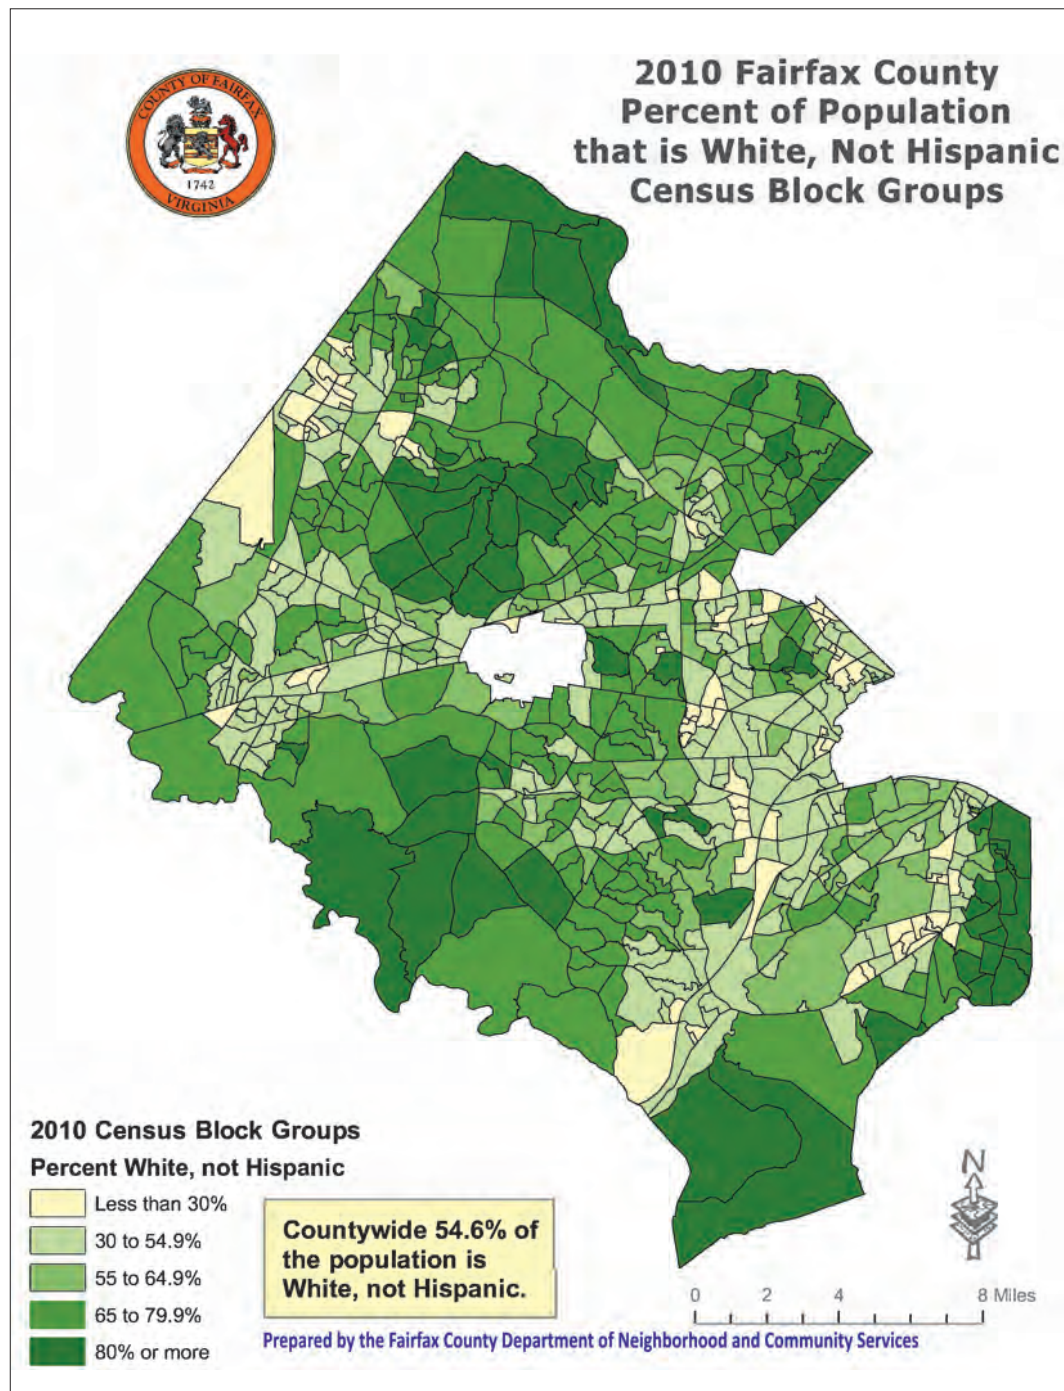 COUNTY OF FAIRFAX
1742
VIRGINIA
2010 Fairfax County
Percent of Population
that is White, Not Hispanic
Census Block Groups
2010 Census Block Groups
Percent White, not Hispanic
Less than 30%
30 to 54.9%
55 to 64.9%
65 to 79.9%
80% or more
Countywide 54.6% of
the population is
White, not Hispanic.
N
0 2 4 8 Miles
Prepared by the Fairfax County Department of Neighborhood and Community Services